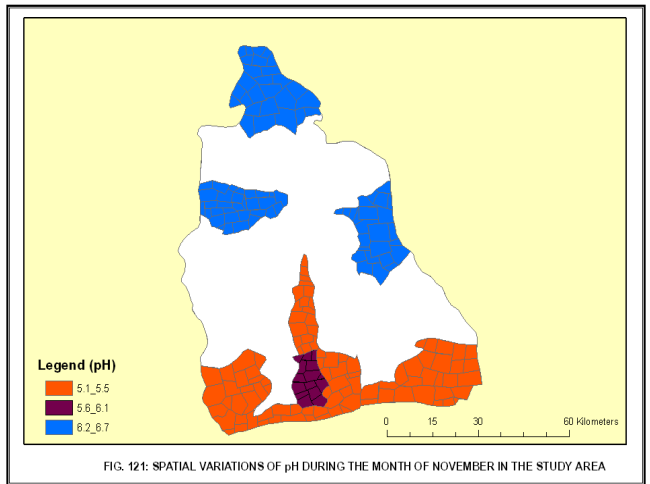 Legend (pH)
5.1_5.5
5.6_6.1
6.2_6.7
0 15 30 60 Kilometers
FIG. 121: SPATIAL VARIATIONS OF pH DURING THE MONTH OF NOVEMBER IN THE STUDY AREA